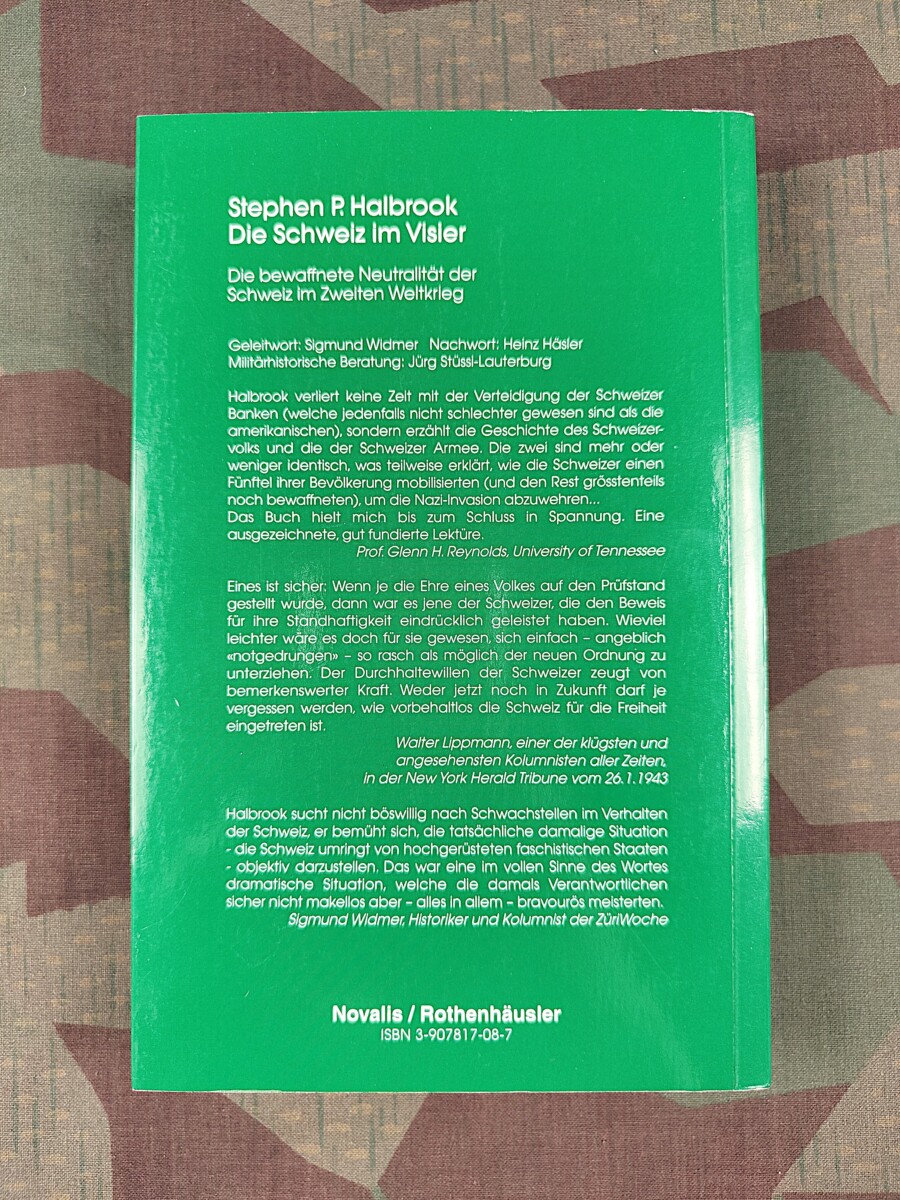 Stephen P. Halbrook
Die Schweiz im Visier
Die bewaffnete Neutralität der
Schweiz im Zweiten Weltkrieg
Geleitwort: Sigmund Widmer Nachwort: Heinz Häsler
Militärhistorische Beratung: Jürg Stüssi-Lauterburg
Halbrook verliert keine Zeit mit der Verteidigung der Schweizer
Banken (welche jedenfalls nicht schlechter gewesen sind als die
amerikanischen), sondern erzählt die Geschichte des Schweizer-
volks und die der Schweizer Armee. Die zwei sind mehr oder
weniger identisch, was teilweise erklärt, wie die Schweizer einen
Fünftel ihrer Bevölkerung mobilisierten (und den Rest grösstenteils
noch bewaffneten), um die Nazi-Invasion abzuwehren...
Das Buch hielt mich bis zum Schluss in Spannung. Eine
ausgezeichnete, gut fundierte Lektüre.
Prof. Glenn H. Reynolds, University of Tennessee
Eines ist sicher: Wenn je die Ehre eines Volkes auf den Prüfstand
gestellt wurde, dann war es jene der Schweizer, die den Beweis
für ihre Standhaftigkeit eindrücklich geleistet haben. Wieviel
leichter wäre es doch für sie gewesen, sich einfach – angeblich
«notgedrungen» – so rasch als möglich der neuen Ordnung zu
unterziehen. Der Durchhaltewillen der Schweizer zeugt von
bemerkenswerter Kraft. Weder jetzt noch in Zukunft darf je
vergessen werden, wie vorbehaltlos die Schweiz für die Freiheit
eingetreten ist.
Walter Lippmann, einer der klügsten und
angesehensten Kolumnisten aller Zeiten,
in der New York Herald Tribune vom 26.1.1943
Halbrook sucht nicht böswillig nach Schwachstellen im Verhalten
der Schweiz, er bemüht sich, die tatsächliche damalige Situation
- die Schweiz umringt von hochgerüsteten faschistischen Staaten
- objektiv darzustellen. Das war eine im vollen Sinne des Wortes
dramatische Situation, welche die damals Verantwortlichen
sicher nicht makellos aber – alles in allem – bravourös meisterten.
Sigmund Widmer, Historiker und Kolumnist der ZüriWoche
Novalis / Rothenhäusler
ISBN 3-907817-08-7